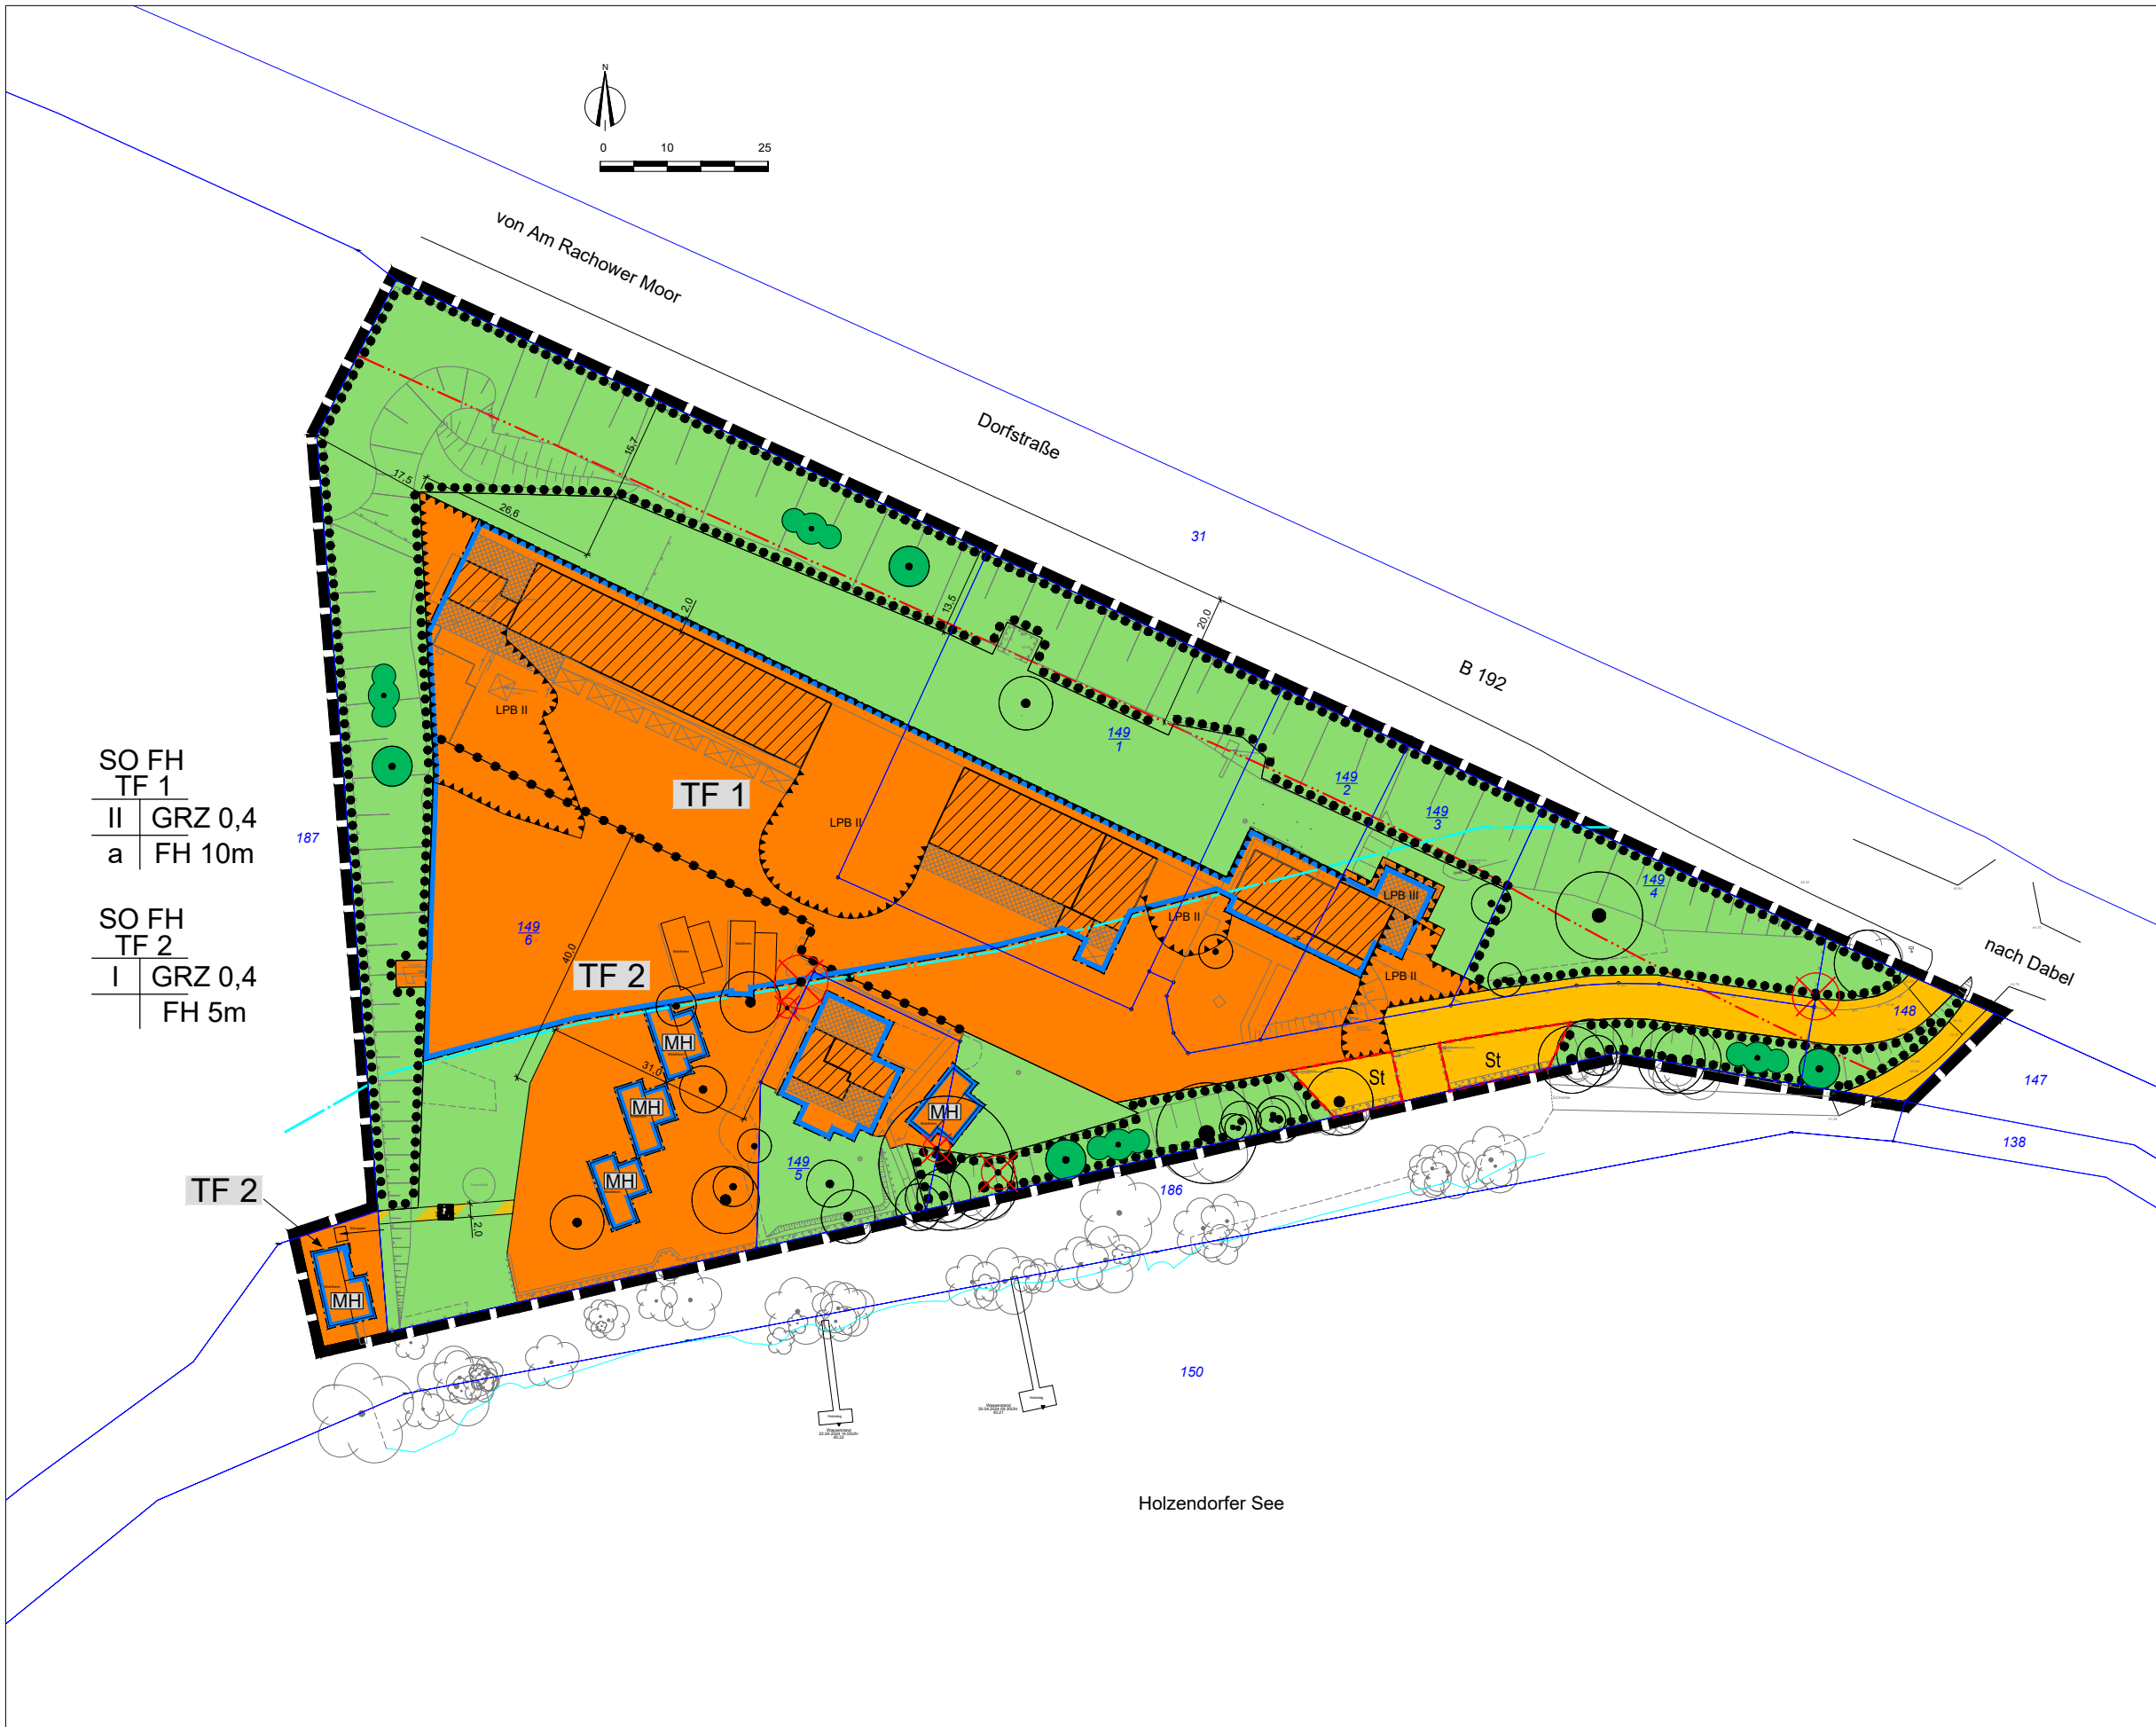 N
0 10 25
von Am Rachower Moor
Dorfstraße
15,7
17,5
26,6
31
13,5
2,0
20,0
B 192
LPB II
149
1
SO FH
TF 1
II GRZ 0,4
a FH 10m
187
TF 1
149
2
149
3
LPB II
149
4
LPB III
SO FH
TF 2
I GRZ 0,4
FH 5m
149
6
LPB II
40,0
TF 2
LPB II
nach Dabel
148
MH
31,0
St
St
147
MH
MH
138
149
5
MH
186
TF 2
2,0
MH
150
Holzsteg
Holzsteg
Wasserstand
Wasserstand
Holzendorfer See